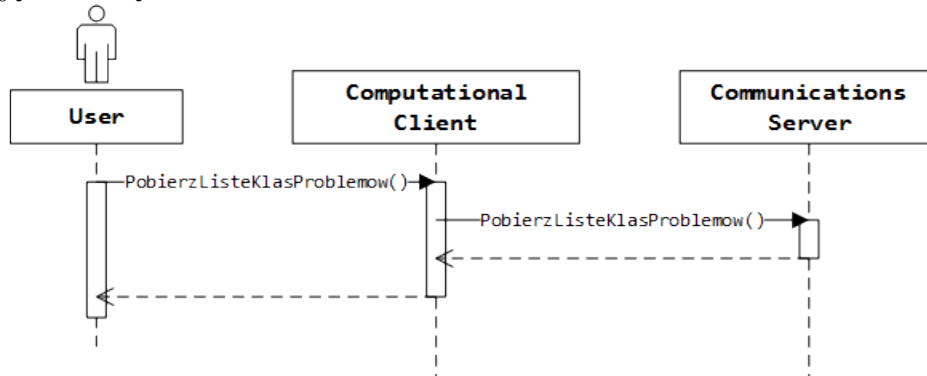 User
Computational
Client
Communications
Server
PobierzListeKlasProblemow()
PobierzListeKlasProblemow()